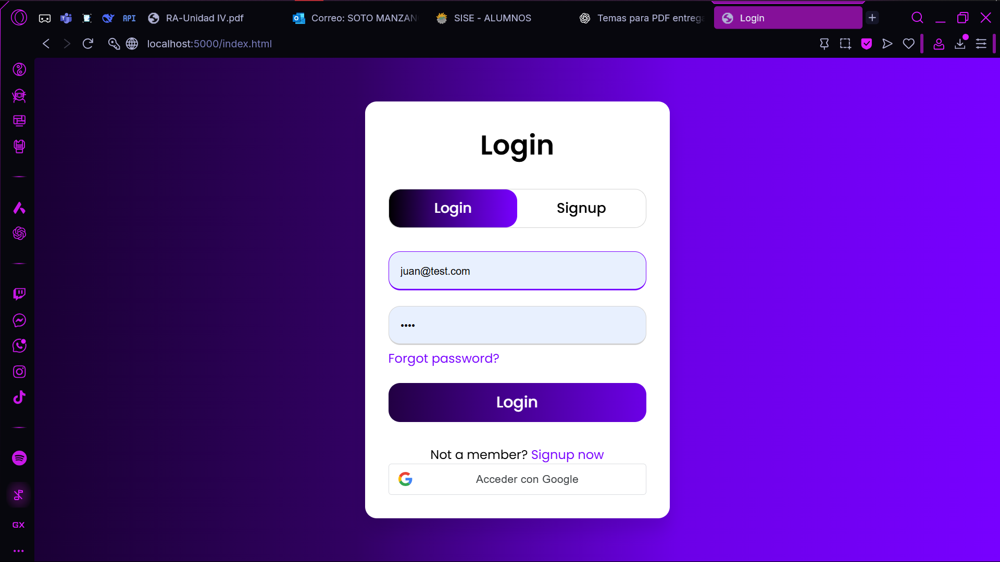 API
RA-Unidad IV.pdf
Correo: SOTO MANZAN
SISE - ALUMNOS
Temas para PDF entrega
Login
localhost:5000/index.html
Login
Login
Signup
juan@test.com
••••
Forgot password?
Login
Not a member? Signup now
Acceder con Google
GX